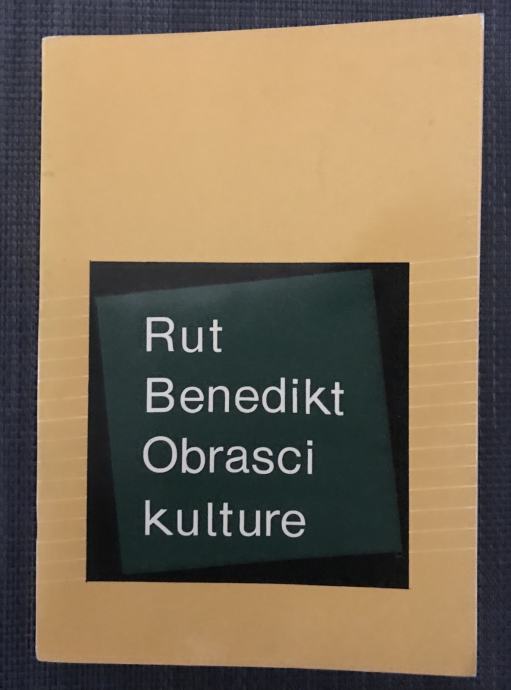 Rut
Benedikt
Obrasci
kulture